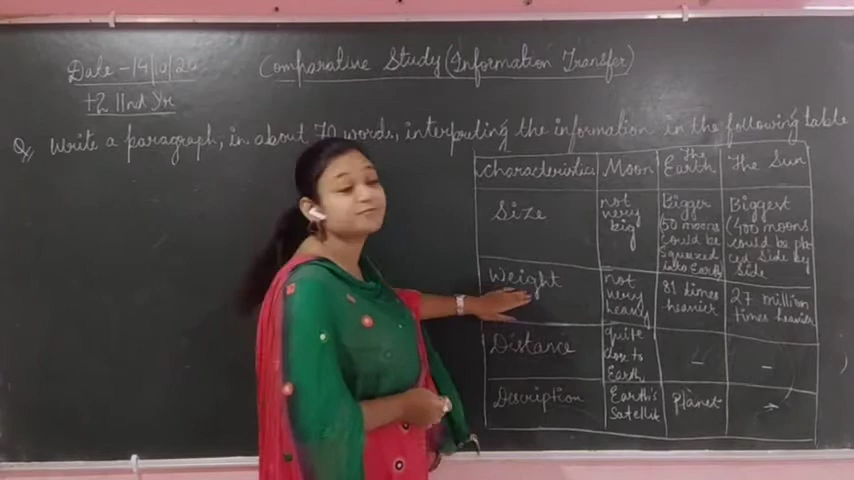 Date - 14/10/20
Comparative Study (Information Transfer)
+2 IInd Yr
Q Write a paragraph, in about 70 words, interpreting the information in the following table
Characteristics Moon The Earth The Sun
Size
not
very
big
Bigger
(50 moons
could be
squeezed
into Earth
Biggest
(400 moons
could be pla
ced side by
side
Weight
not
very
heavy
81 times
heavier
27 million
times heavier
Distance
quite
close to
Earth
-
-
Description
Earth's
Satellite
Planet